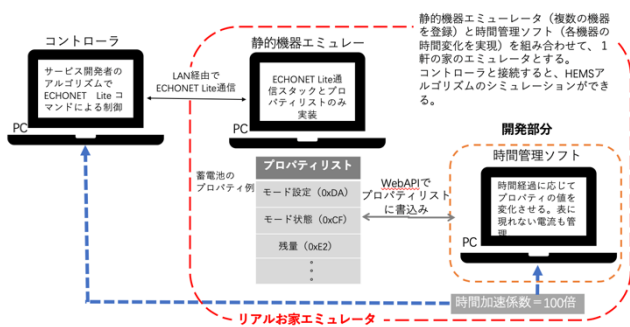 コントローラ
サービス開発者の
アルゴリズムで
ECHONET Lite コ
マンドによる制御
PC
LAN経由で
ECHONET Lite通信
静的機器エミュレー
ECHONET Lite通
信スタックとプロ
パティリストのみ
実装
PC
静的機器エミューレータ（複数の機器
を登録）と時間管理ソフト（各機器の
時間変化を実現）を組み合わせて、１
軒の家のエミュレータとする。
コントローラと接続すると、HEMSア
ルゴリズムのシミュレーションができ
る。
蓄電池の
プロパティ例
プロパティリスト
モード設定（0xDA）
モード状態（0xCF）
残量（0xE2）
WebAPIで
プロパティリスト
に書込み
開発部分
時間管理ソフト
時間経過に応じて
プロパティの値を
変化させる。表に
現れない電流も管
理
PC
時間加速係数＝100倍
リアルお家エミュレータ